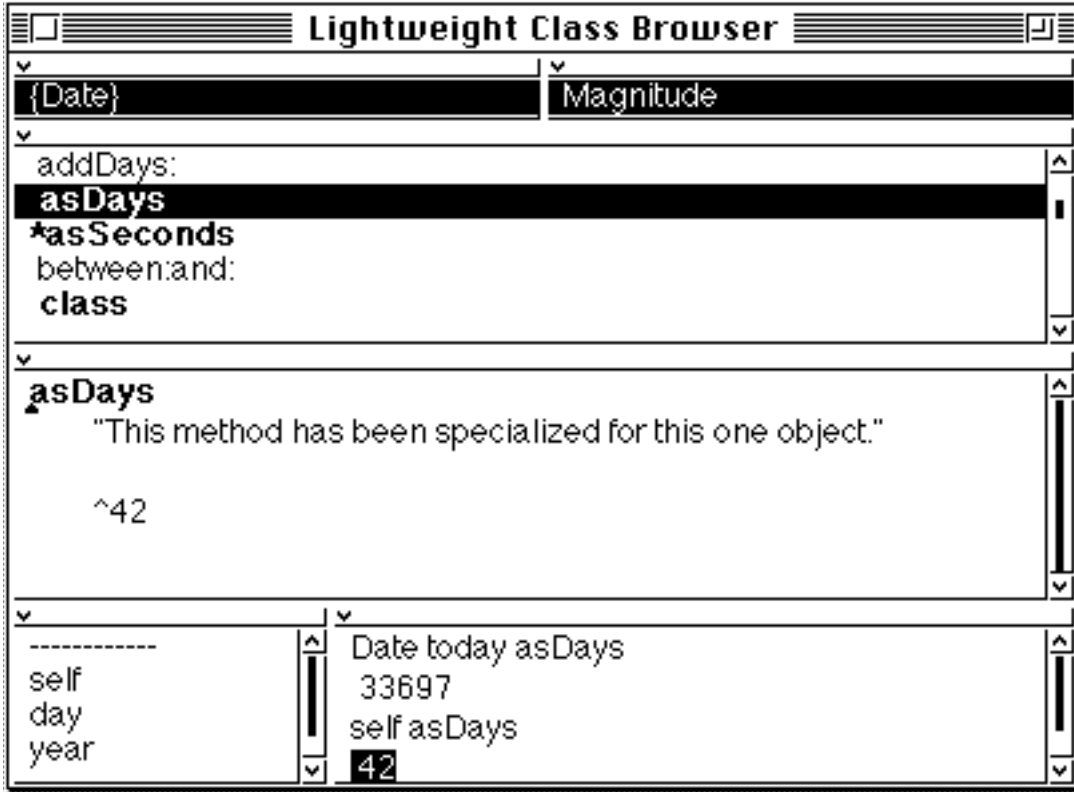 Lightweight Class Browser
{Date}
Magnitude
addDays:
asDays
*asSeconds
between:and:
class
asDays
"This method has been specialized for this one object."
^42
------------
self
day
year
Date today asDays
33697
self asDays
42